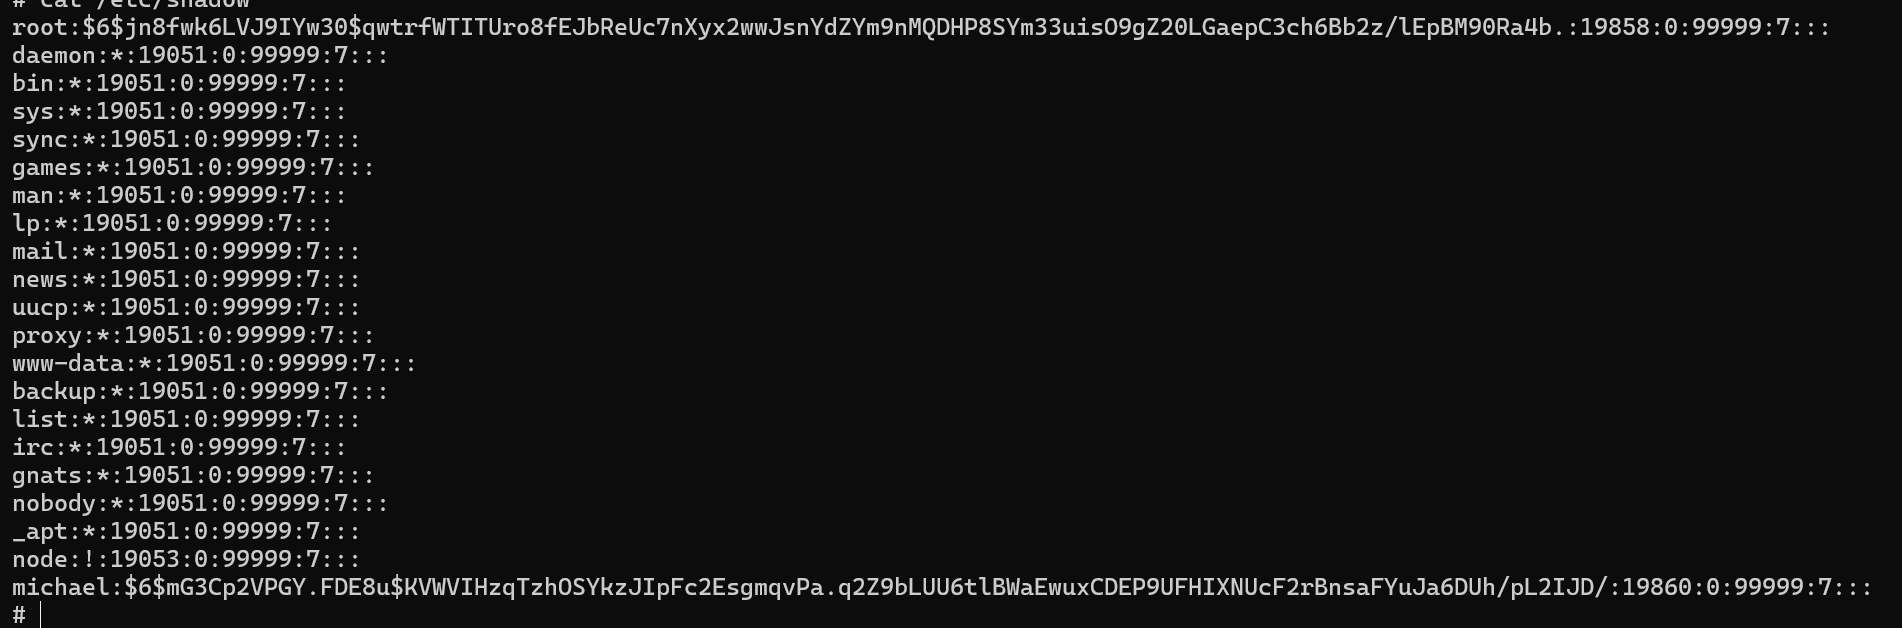 # cat /etc/shadow
root:$6$jn8fwk6LVJ9IYw30$qwtrfWTITUro8fEJbReUc7nXyx2wwJsnYdZYm9nMQDHP8SYm33uisO9gZ20LGaepC3ch6Bb2z/lEpBM90Ra4b.:19858:0:99999:7:::
daemon:*:19051:0:99999:7:::
bin:*:19051:0:99999:7:::
sys:*:19051:0:99999:7:::
sync:*:19051:0:99999:7:::
games:*:19051:0:99999:7:::
man:*:19051:0:99999:7:::
lp:*:19051:0:99999:7:::
mail:*:19051:0:99999:7:::
news:*:19051:0:99999:7:::
uucp:*:19051:0:99999:7:::
proxy:*:19051:0:99999:7:::
www-data:*:19051:0:99999:7:::
backup:*:19051:0:99999:7:::
list:*:19051:0:99999:7:::
irc:*:19051:0:99999:7:::
gnats:*:19051:0:99999:7:::
nobody:*:19051:0:99999:7:::
_apt:*:19051:0:99999:7:::
node:!:19053:0:99999:7:::
michael:$6$mG3Cp2VPGY.FDE8u$KVWVIHzqTzhOSYkzJIpFc2EsgmqvPa.q2Z9bLUU6tlBWaEwuxCDEP9UFHIXNUcF2rBnsaFYuJa6DUh/pL2IJD/:19860:0:99999:7:::
#